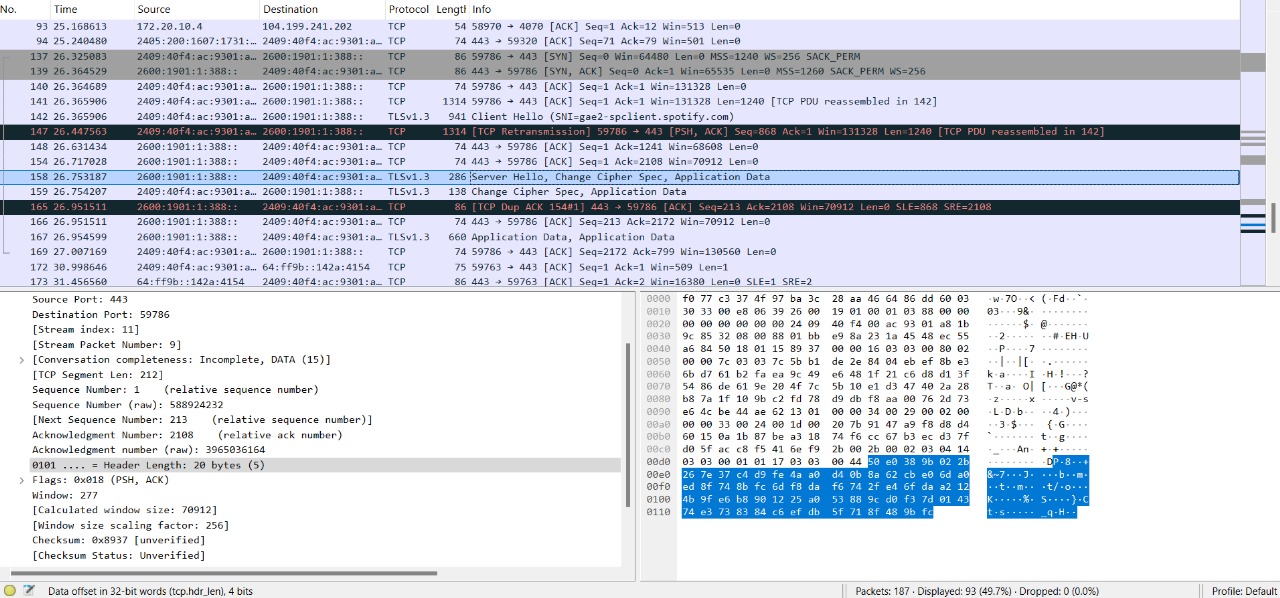 No. Time Source Destination Protocol Length Info
93 25.168613 172.20.10.4 104.199.241.202 TCP 54 58970 → 4070 [ACK] Seq=1 Ack=12 Win=513 Len=0
94 25.240480 2405:200:1607:1731:… 2409:40f4:ac:9301:a… TCP 74 443 → 59320 [ACK] Seq=71 Ack=79 Win=501 Len=0
137 26.325083 2409:40f4:ac:9301:a… 2600:1901:1:388:: TCP 86 59786 → 443 [SYN] Seq=0 Win=64480 Len=0 MSS=1240 WS=256 SACK_PERM
139 26.364529 2600:1901:1:388:: 2409:40f4:ac:9301:a… TCP 86 443 → 59786 [SYN, ACK] Seq=0 Ack=1 Win=65535 Len=0 MSS=1260 SACK_PERM WS=256
140 26.364689 2409:40f4:ac:9301:a… 2600:1901:1:388:: TCP 74 59786 → 443 [ACK] Seq=1 Ack=1 Win=131328 Len=0
141 26.365906 2409:40f4:ac:9301:a… 2600:1901:1:388:: TCP 1314 59786 → 443 [ACK] Seq=1 Ack=1 Win=131328 Len=1240 [TCP PDU reassembled in 142]
142 26.365906 2409:40f4:ac:9301:a… 2600:1901:1:388:: TLSv1.3 941 Client Hello (SNI=gae2-spclient.spotify.com)
147 26.447563 2409:40f4:ac:9301:a… 2600:1901:1:388:: TCP 1314 [TCP Retransmission] 59786 → 443 [PSH, ACK] Seq=868 Ack=1 Win=131328 Len=1240 [TCP PDU reassembled in 142]
148 26.631434 2600:1901:1:388:: 2409:40f4:ac:9301:a… TCP 74 443 → 59786 [ACK] Seq=1 Ack=1241 Win=68608 Len=0
154 26.717028 2600:1901:1:388:: 2409:40f4:ac:9301:a… TCP 74 443 → 59786 [ACK] Seq=1 Ack=2108 Win=70912 Len=0
158 26.753187 2600:1901:1:388:: 2409:40f4:ac:9301:a… TLSv1.3 286 Server Hello, Change Cipher Spec, Application Data
159 26.754207 2409:40f4:ac:9301:a… 2600:1901:1:388:: TLSv1.3 138 Change Cipher Spec, Application Data
165 26.951511 2600:1901:1:388:: 2409:40f4:ac:9301:a… TCP 86 [TCP Dup ACK 154#1] 443 → 59786 [ACK] Seq=213 Ack=2108 Win=70912 Len=0 SLE=868 SRE=2108
166 26.951511 2600:1901:1:388:: 2409:40f4:ac:9301:a… TCP 74 443 → 59786 [ACK] Seq=213 Ack=2172 Win=70912 Len=0
167 26.954599 2600:1901:1:388:: 2409:40f4:ac:9301:a… TLSv1.3 660 Application Data, Application Data
169 27.007169 2409:40f4:ac:9301:a… 2600:1901:1:388:: TCP 74 59786 → 443 [ACK] Seq=2172 Ack=799 Win=130560 Len=0
172 30.998646 2409:40f4:ac:9301:a… 64:ff9b::142a:4154 TCP 75 59763 → 443 [ACK] Seq=1 Ack=1 Win=509 Len=1
173 31.456560 64:ff9b::142a:4154 2409:40f4:ac:9301:a… TCP 86 443 → 59763 [ACK] Seq=1 Ack=2 Win=16380 Len=0 SLE=1 SRE=2
Source Port: 443
Destination Port: 59786
[Stream index: 11]
[Stream Packet Number: 9]
[Conversation completeness: Incomplete, DATA (15)]
[TCP Segment Len: 212]
Sequence Number: 1 (relative sequence number)
Sequence Number (raw): 588924232
[Next Sequence Number: 213 (relative sequence number)]
Acknowledgment Number: 2108 (relative ack number)
Acknowledgment number (raw): 3965036164
0101 .... = Header Length: 20 bytes (5)
Flags: 0x018 (PSH, ACK)
Window: 277
[Calculated window size: 70912]
[Window size scaling factor: 256]
Checksum: 0x8937 [unverified]
[Checksum Status: Unverified]
0000 f0 77 c3 37 4f 97 ba 3c 28 aa 46 64 86 dd 60 03 ·w·7O··< (·Fd··`·
0010 30 33 00 e8 06 39 26 00 19 01 00 01 03 88 00 00 03···9&· ········
0020 00 00 00 00 00 00 24 09 40 f4 00 ac 93 01 a8 1b ······$· @·······
0030 9c 85 32 08 00 88 01 bb e9 8a 23 1a 45 48 ec 55 ··2····· ··#·EH·U
0040 a6 84 50 18 01 15 89 37 00 00 16 03 03 00 80 02 ··P····7 ········
0050 00 00 7c 03 03 7c 5b b1 de 2e 84 04 eb ef 8b e3 ··|··|[· ·.······
0060 6b d7 61 b2 fa ea 9c 49 e6 48 1f 21 c6 d8 d1 3f k·a····I ·H·!···?
0070 54 86 de 61 9e 20 4f 7c 5b 10 e1 d3 47 40 2a 28 T··a· O| [···G@*(
0080 b8 7a 1f 10 9b c2 fd 78 d9 db f8 aa 00 76 2d 73 ·z·····x ·····v-s
0090 e6 4c be 44 ae 62 13 01 00 00 34 00 29 00 02 00 ·L·D·b·· ··4·)···
00a0 00 00 33 00 24 00 1d 00 20 7b 91 47 a9 f8 d8 d4 ··3·$··· {·G····
00b0 60 15 0a 1b 87 be a3 18 74 f6 cc 67 b3 ec d3 7f `······· t··g····
00c0 d0 5f ac c8 f5 41 6e f9 2b 00 2b 00 02 03 04 14 ·_···An· +·+·····
00d0 03 03 00 01 01 17 03 03 00 44 50 e0 38 9b 02 2b ········ ·DP·8··+
00e0 26 7e 37 c4 d9 fe 4a a0 d4 0b 8a 62 cb e0 6d a0 &~7···J· ···b··m·
00f0 ed 8f 74 8b fc 6d f8 da f6 74 2f e4 6f da a2 12 ··t··m·· ·t/·o···
0100 4b 9f e6 b8 90 12 25 a0 53 88 9c d0 f3 7d 01 43 K·····%· S····}·C
0110 74 e3 73 83 84 c6 ef db 5f 71 8f 48 9b fc t·s····· _q·H··
Data offset in 32-bit words (tcp.hdr_len), 4 bits Packets: 187 · Displayed: 93 (49.7%) · Dropped: 0 (0.0%) Profile: Default